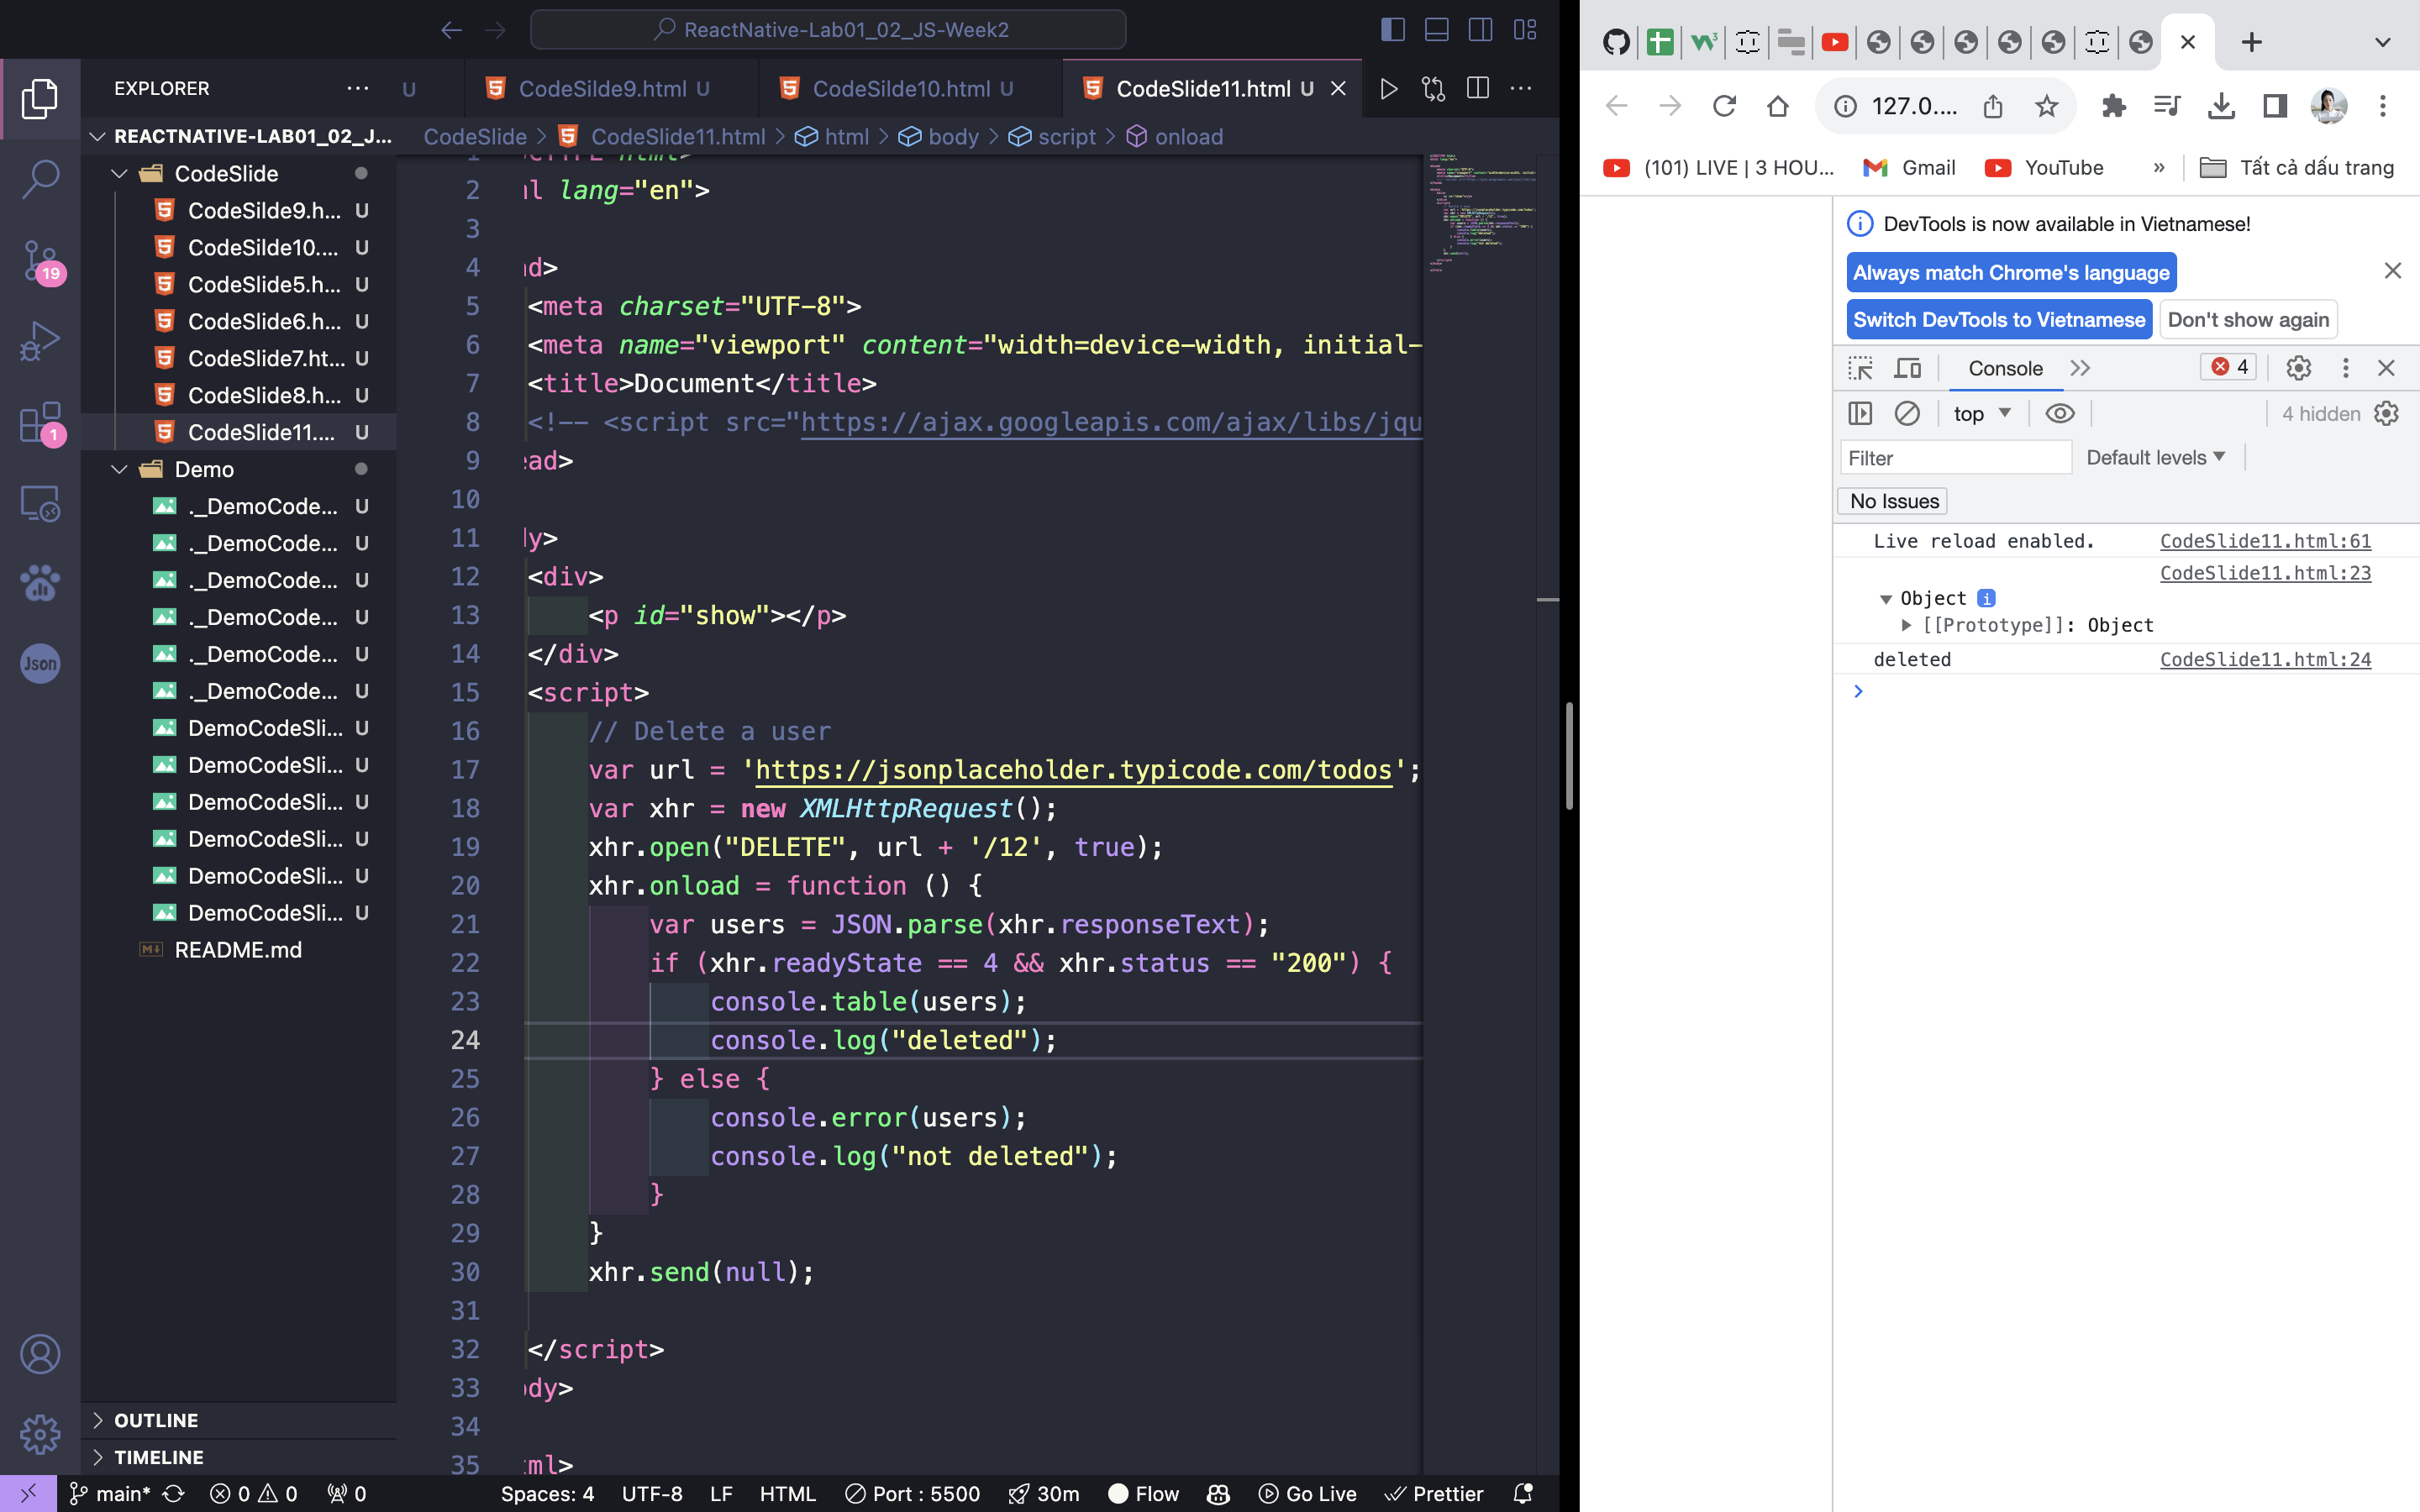 ReactNative-Lab01_02_JS-Week2
EXPLORER
U
CodeSilde9.html U
CodeSilde10.html U
CodeSlide11.html U
REACTNATIVE-LAB01_02_J...
CodeSlide > CodeSlide11.html > html > body > script > onload
CodeSlide
CodeSilde9.h... U
CodeSilde10.... U
CodeSlide5.h... U
CodeSlide6.h... U
CodeSlide7.ht... U
CodeSlide8.h... U
CodeSlide11.... U
Demo
._DemoCode... U
._DemoCode... U
._DemoCode... U
._DemoCode... U
._DemoCode... U
._DemoCode... U
DemoCodeSli... U
DemoCodeSli... U
DemoCodeSli... U
DemoCodeSli... U
DemoCodeSli... U
DemoCodeSli... U
README.md
19
1
Json
OUTLINE
TIMELINE
2 ml lang="en">
3
4 ad>
5 <meta charset="UTF-8">
6 <meta name="viewport" content="width=device-width, initial-
7 <title>Document</title>
8 <!-- <script src="https://ajax.googleapis.com/ajax/libs/jqu
9 ead>
10
11 dy>
12 <div>
13 <p id="show"></p>
14 </div>
15 <script>
16 // Delete a user
17 var url = 'https://jsonplaceholder.typicode.com/todos';
18 var xhr = new XMLHttpRequest();
19 xhr.open("DELETE", url + '/12', true);
20 xhr.onload = function () {
21 var users = JSON.parse(xhr.responseText);
22 if (xhr.readyState == 4 && xhr.status == "200") {
23 console.table(users);
24 console.log("deleted");
25 } else {
26 console.error(users);
27 console.log("not deleted");
28 }
29 }
30 xhr.send(null);
31
32 </script>
33 ody>
34
35 tml>
main* 0 0 0 Spaces: 4 UTF-8 LF HTML Port : 5500 30m Flow Go Live Prettier
127.0....
(101) LIVE | 3 HOU... Gmail YouTube » Tất cả dấu trang
DevTools is now available in Vietnamese!
Always match Chrome's language
Switch DevTools to Vietnamese Don't show again
Console 4
top 4 hidden
Filter Default levels
No Issues
Live reload enabled. CodeSlide11.html:61
CodeSlide11.html:23
Object i
[[Prototype]]: Object
deleted CodeSlide11.html:24